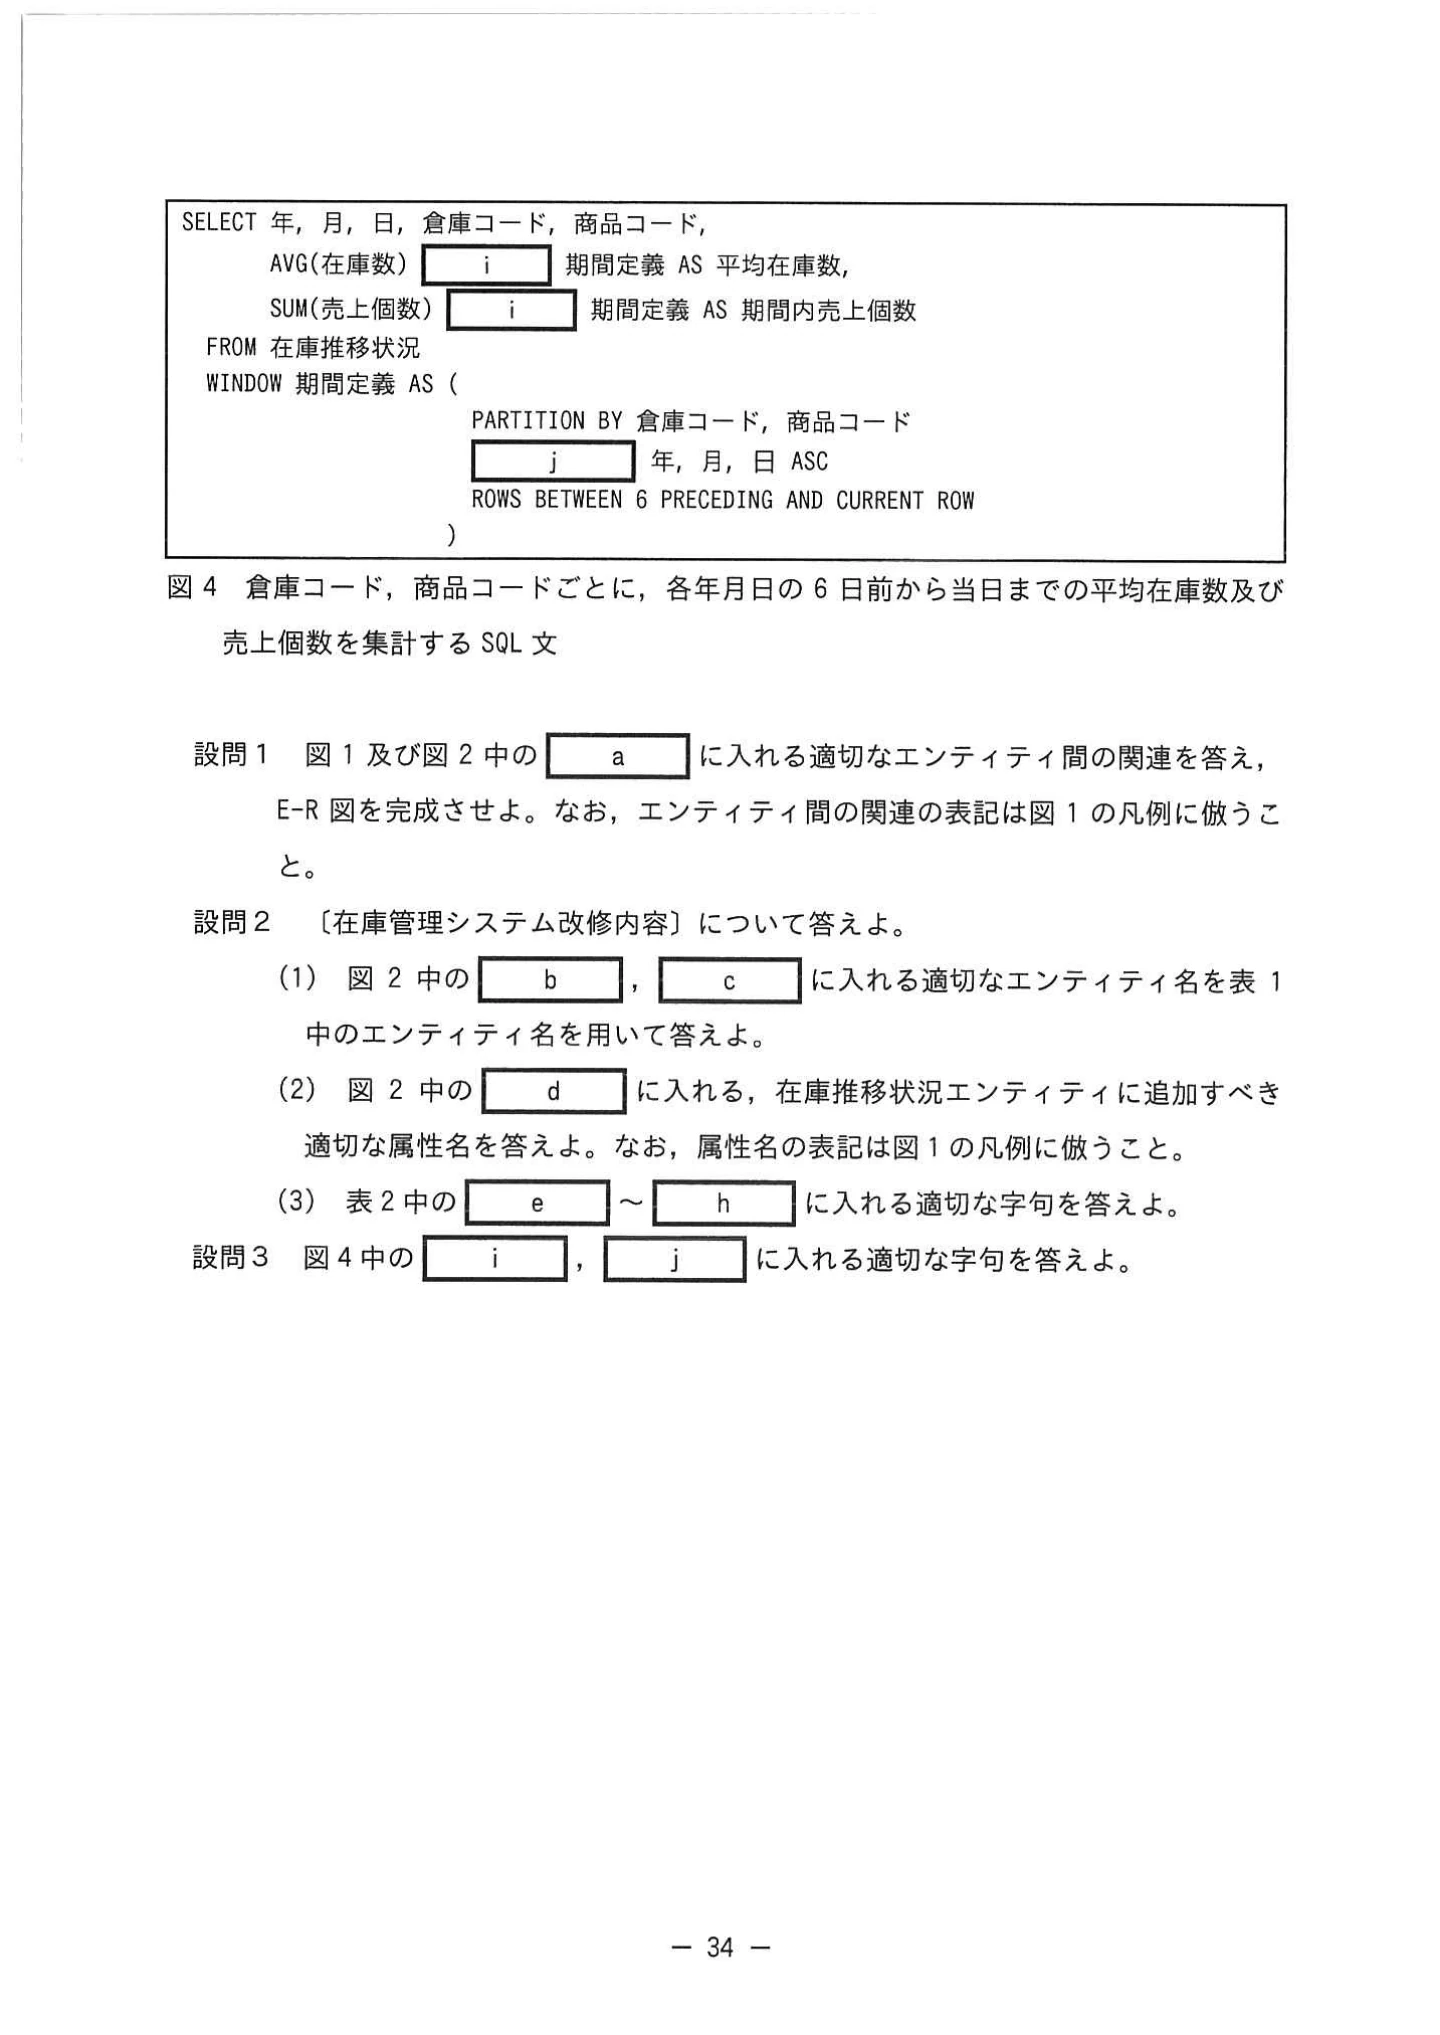 SELECT 年, 月, 日, 倉庫コード, 商品コード,
AVG(在庫数) i 期間定義 AS 平均在庫数,
SUM(売上個数) i 期間定義 AS 期間内売上個数
FROM 在庫推移状況
WINDOW 期間定義 AS (
PARTITION BY 倉庫コード, 商品コード
j 年, 月, 日 ASC
ROWS BETWEEN 6 PRECEDING AND CURRENT ROW
)
図4 倉庫コード，商品コードごとに，各年月日の6日前から当日までの平均在庫数及び
売上個数を集計するSQL文
設問1 図1及び図2中の a に入れる適切なエンティティ間の関連を答え，
E-R図を完成させよ。なお，エンティティ間の関連の表記は図1の凡例に倣うこ
と。
設問2 〔在庫管理システム改修内容〕について答えよ。
(1) 図2中の b ， c に入れる適切なエンティティ名を表1
中のエンティティ名を用いて答えよ。
(2) 図2中の d に入れる，在庫推移状況エンティティに追加すべき
適切な属性名を答えよ。なお，属性名の表記は図1の凡例に倣うこと。
(3) 表2中の e ～ h に入れる適切な字句を答えよ。
設問3 図4中の i ， j に入れる適切な字句を答えよ。
— 34 —